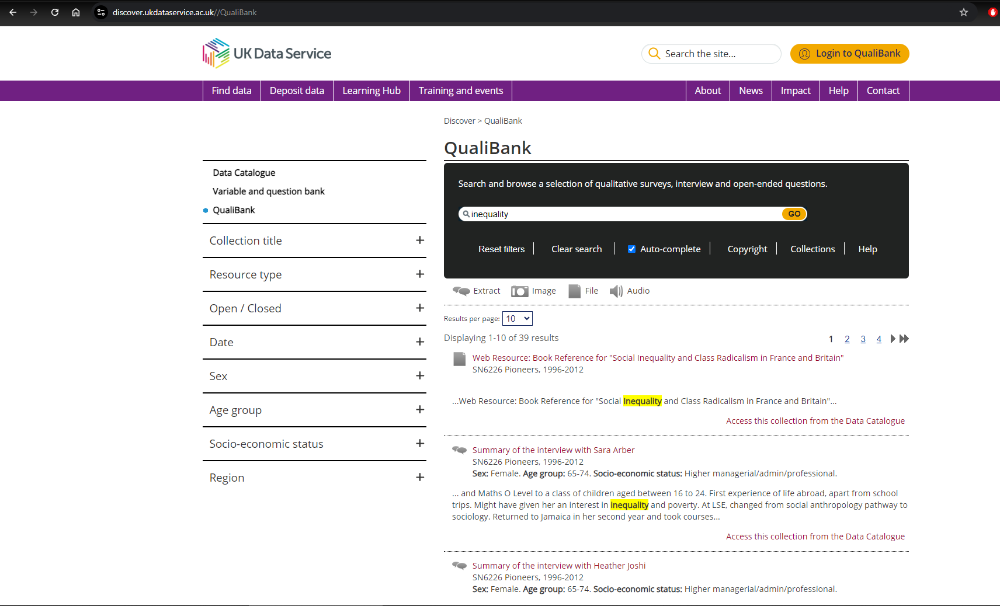 discover.ukdataservice.ac.uk//QualiBank
UK Data Service
Search the site...
Login to QualiBank
Find data
Deposit data
Learning Hub
Training and events
About
News
Impact
Help
Contact
Discover > QualiBank
QualiBank
Data Catalogue
Variable and question bank
QualiBank
Collection title
Resource type
Open / Closed
Date
Sex
Age group
Socio-economic status
Region
Search and browse a selection of qualitative surveys, interview and open-ended questions.
inequality
GO
Reset filters
Clear search
Auto-complete
Copyright
Collections
Help
Extract
Image
File
Audio
Results per page: 10
Displaying 1-10 of 39 results
1 2 3 4
Web Resource: Book Reference for "Social Inequality and Class Radicalism in France and Britain"
SN6226 Pioneers, 1996-2012
...Web Resource: Book Reference for "Social Inequality and Class Radicalism in France and Britain"...
Access this collection from the Data Catalogue
Summary of the interview with Sara Arber
SN6226 Pioneers, 1996-2012
Sex: Female. Age group: 65-74. Socio-economic status: Higher managerial/admin/professional.
... and Maths O Level to a class of children aged between 16 to 24. First experience of life abroad, apart from school
trips. Might have given her an interest in inequality and poverty. At LSE, changed from social anthropology pathway to
sociology. Returned to Jamaica in her second year and took courses...
Access this collection from the Data Catalogue
Summary of the interview with Heather Joshi
SN6226 Pioneers, 1996-2012
Sex: Female. Age group: 65-74. Socio-economic status: Higher managerial/admin/professional.